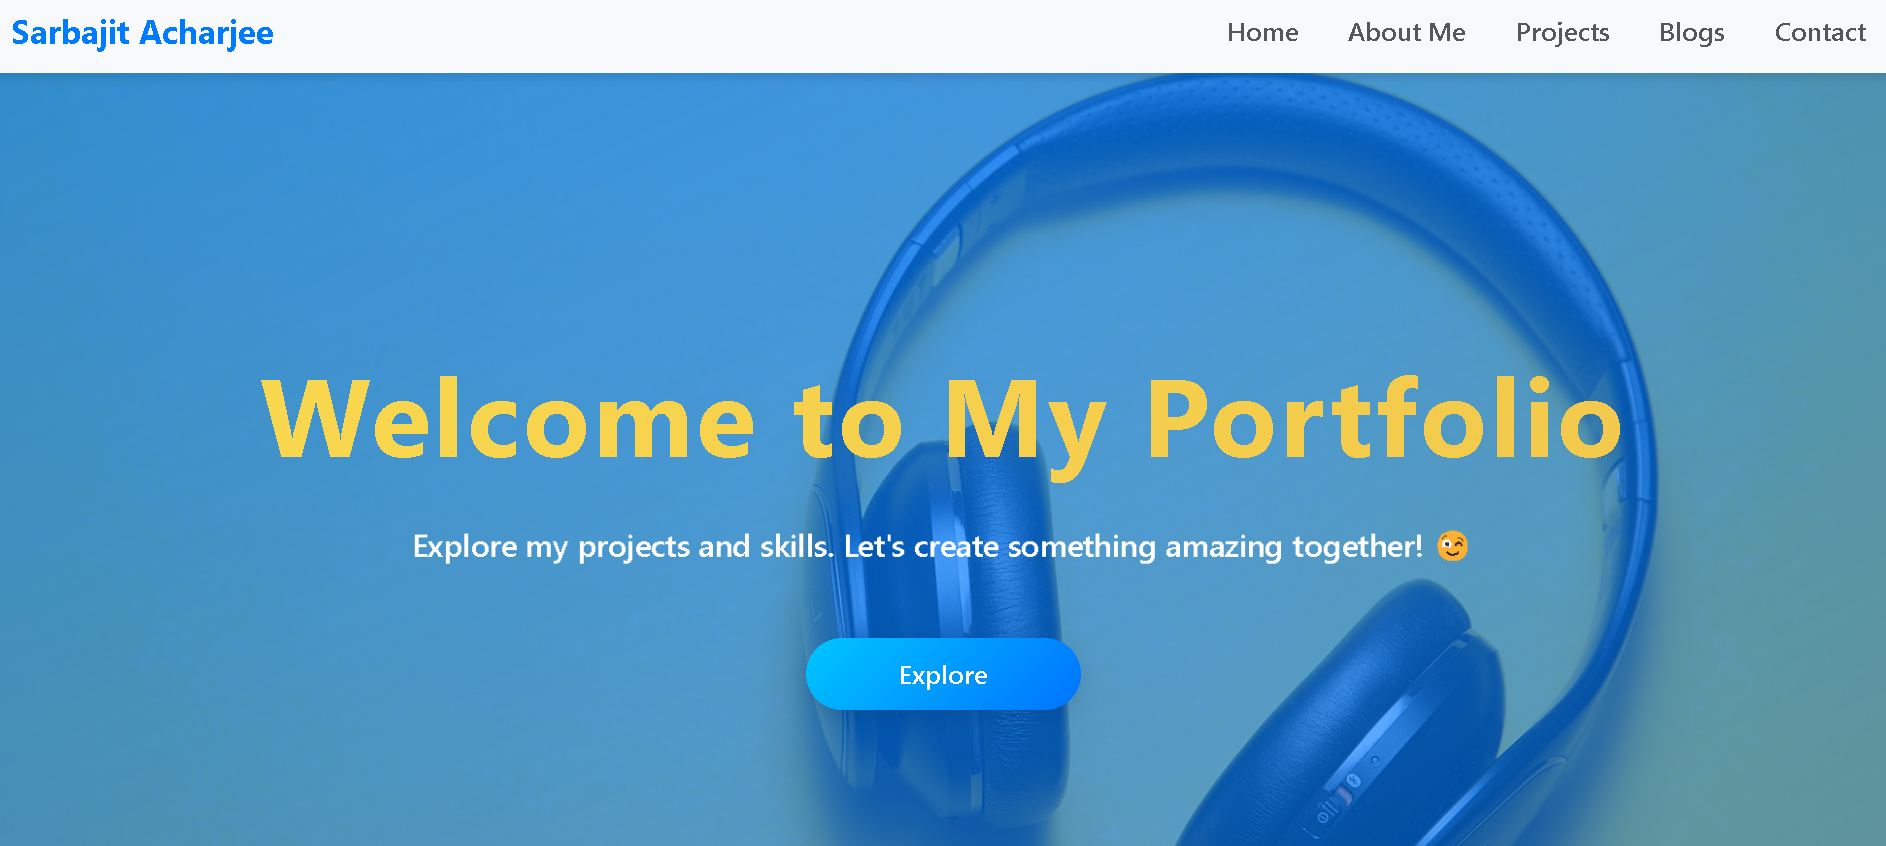 Sarbajit Acharjee
Home About Me Projects Blogs Contact
Welcome to My Portfolio
Explore my projects and skills. Let's create something amazing together! 😉
Explore